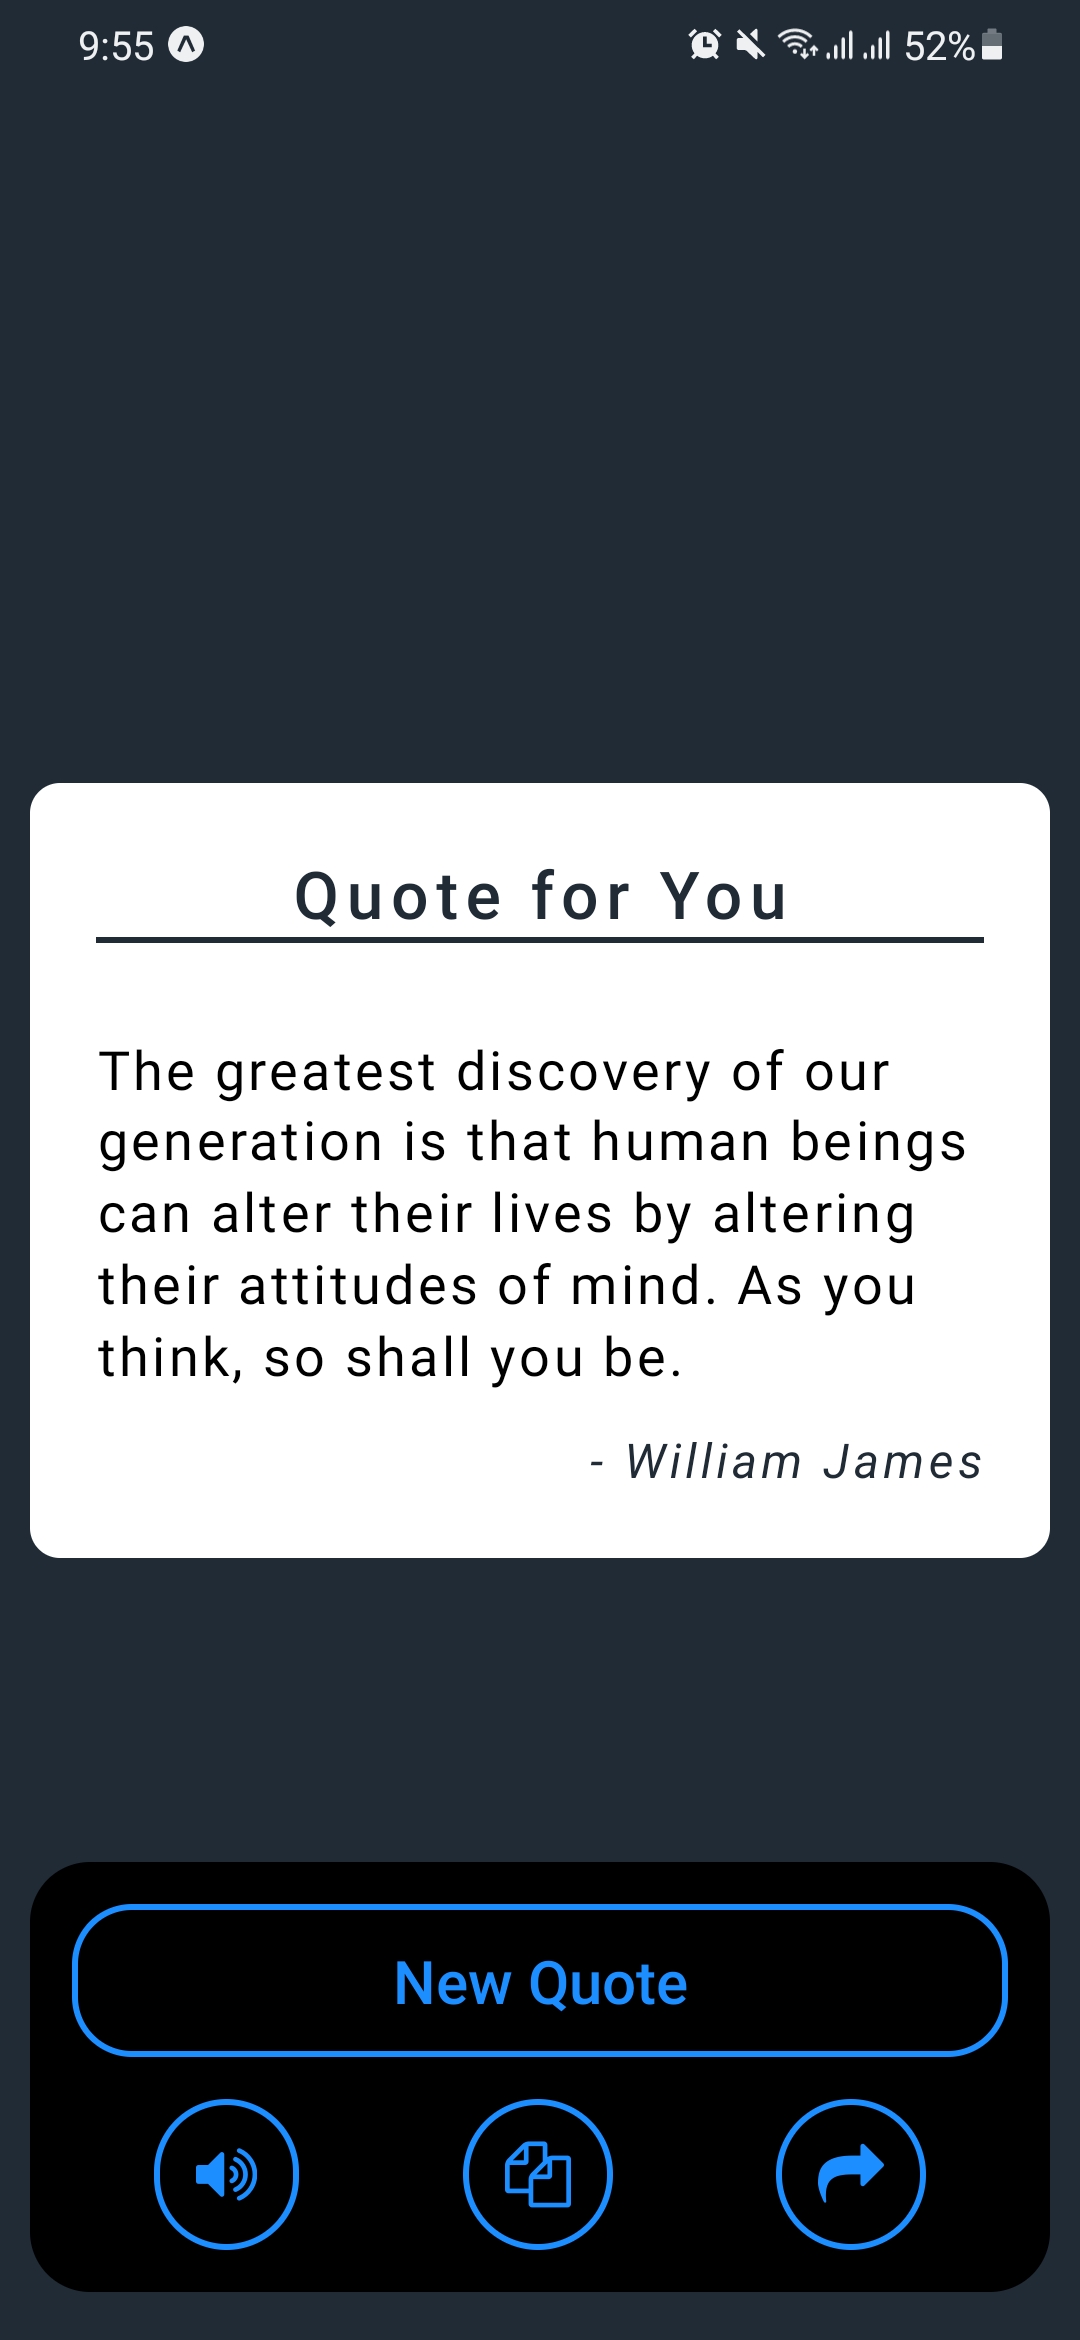 9:55 52%
Quote for You
The greatest discovery of our
generation is that human beings
can alter their lives by altering
their attitudes of mind. As you
think, so shall you be.
- William James
New Quote